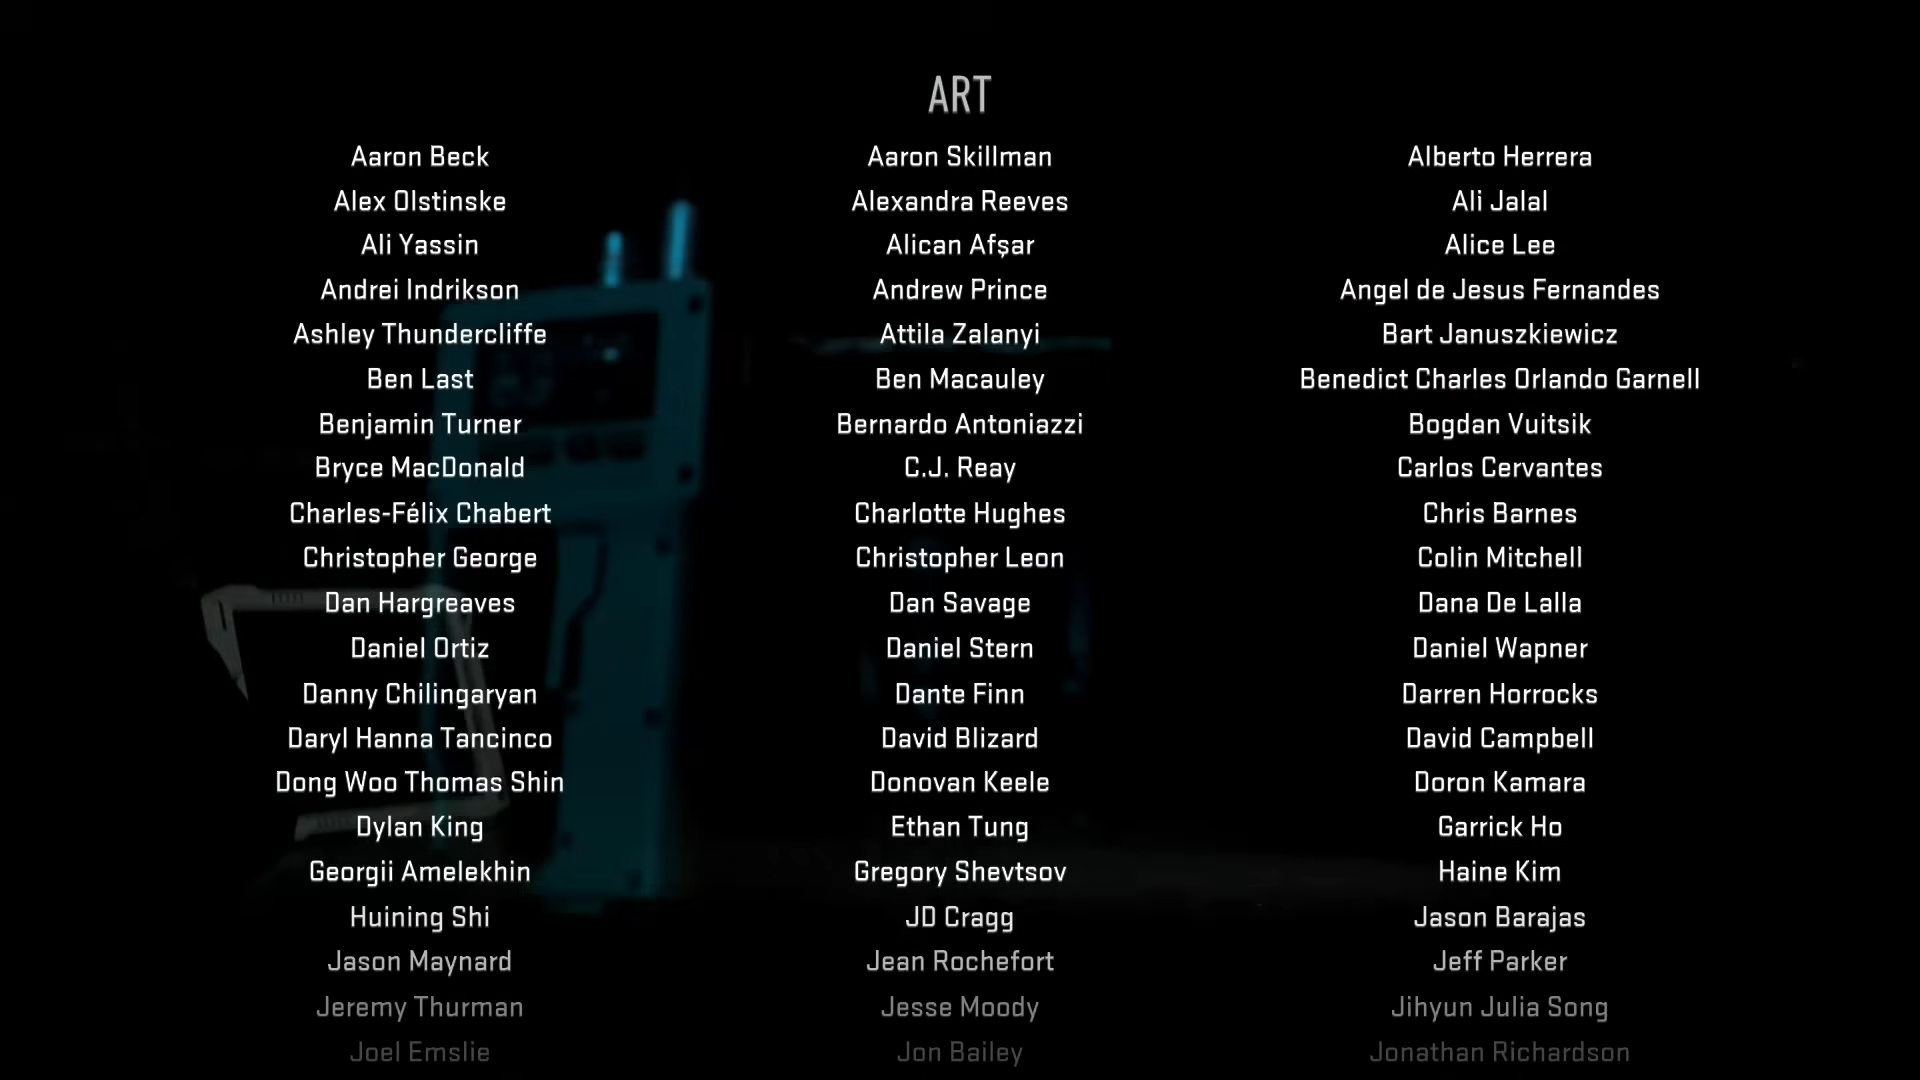 ART
Aaron Beck Aaron Skillman Alberto Herrera
Alex Olstinske Alexandra Reeves Ali Jalal
Ali Yassin Alican Afşar Alice Lee
Andrei Indrikson Andrew Prince Angel de Jesus Fernandes
Ashley Thundercliffe Attila Zalanyi Bart Januszkiewicz
Ben Last Ben Macauley Benedict Charles Orlando Garnell
Benjamin Turner Bernardo Antoniazzi Bogdan Vuitsik
Bryce MacDonald C.J. Reay Carlos Cervantes
Charles-Félix Chabert Charlotte Hughes Chris Barnes
Christopher George Christopher Leon Colin Mitchell
Dan Hargreaves Dan Savage Dana De Lalla
Daniel Ortiz Daniel Stern Daniel Wapner
Danny Chilingaryan Dante Finn Darren Horrocks
Daryl Hanna Tancinco David Blizard David Campbell
Dong Woo Thomas Shin Donovan Keele Doron Kamara
Dylan King Ethan Tung Garrick Ho
Georgii Amelekhin Gregory Shevtsov Haine Kim
Huining Shi JD Cragg Jason Barajas
Jason Maynard Jean Rochefort Jeff Parker
Jeremy Thurman Jesse Moody Jihyun Julia Song
Joel Emslie Jon Bailey Jonathan Richardson